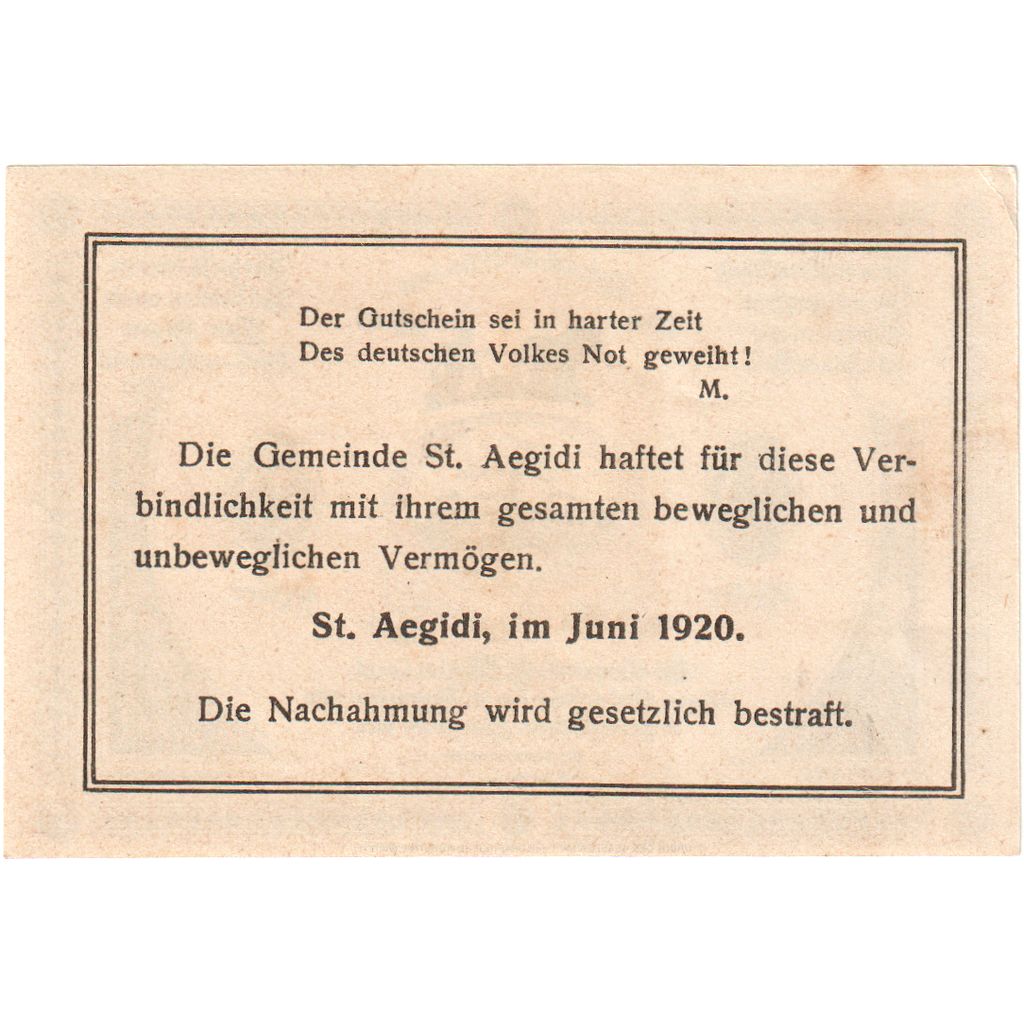 Der Gutschein sei in harter Zeit
Des deutschen Volkes Not geweiht!
M.
Die Gemeinde St. Aegidi haftet für diese Ver-
bindlichkeit mit ihrem gesamten beweglichen und
unbeweglichen Vermögen.
St. Aegidi, im Juni 1920.
Die Nachahmung wird gesetzlich bestraft.